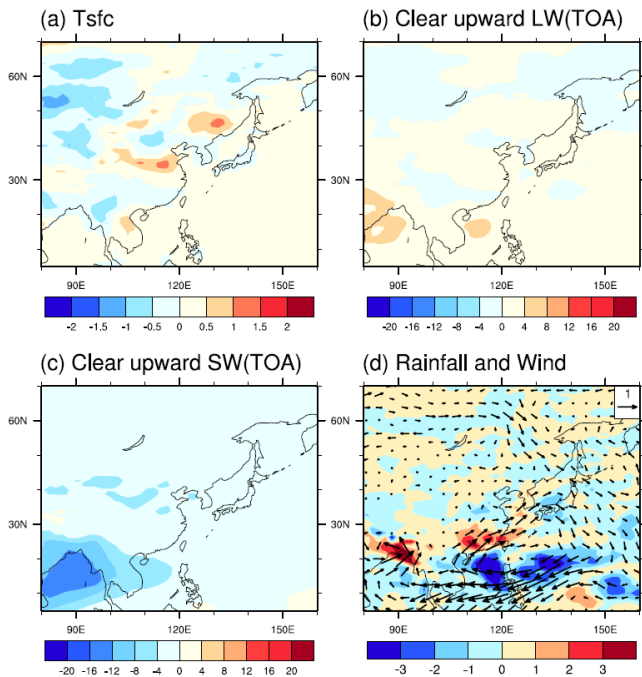 (a) Tsfc
(b) Clear upward LW(TOA)
60N
30N
90E 120E 150E
-2 -1.5 -1 -0.5 0 0.5 1 1.5 2
60N
30N
90E 120E 150E
-20 -16 -12 -8 -4 0 4 8 12 16 20
(c) Clear upward SW(TOA)
(d) Rainfall and Wind
60N
30N
90E 120E 150E
-20 -16 -12 -8 -4 0 4 8 12 16 20
1
60N
30N
90E 120E 150E
-3 -2 -1 0 1 2 3